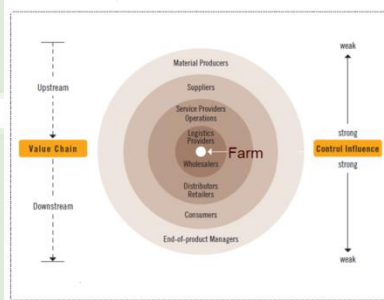 weak
Material Producers
Upstream
Suppliers
Service Providers
Operations
Logistics
Providers
strong
Value Chain
Farm
Control Influence
Wholesalers
strong
Distributors
Retailers
Downstream
Consumers
End-of-product Managers
weak